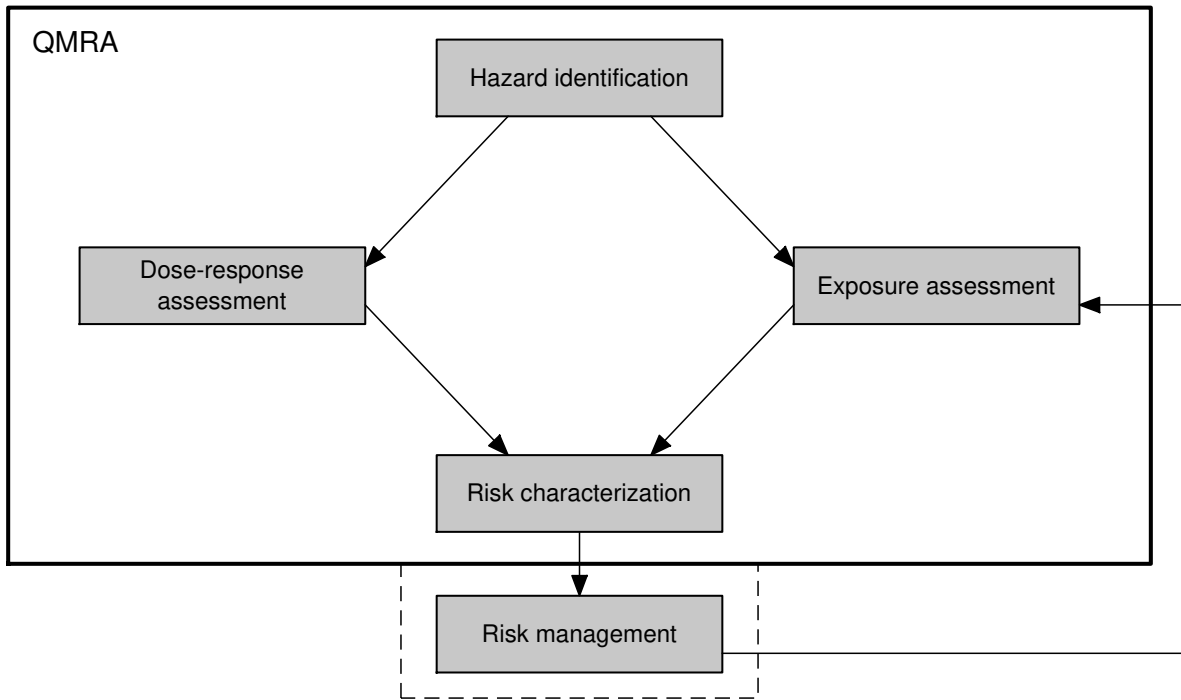 QMRA
Hazard identification
Dose-response
assessment
Exposure assessment
Risk characterization
Risk management